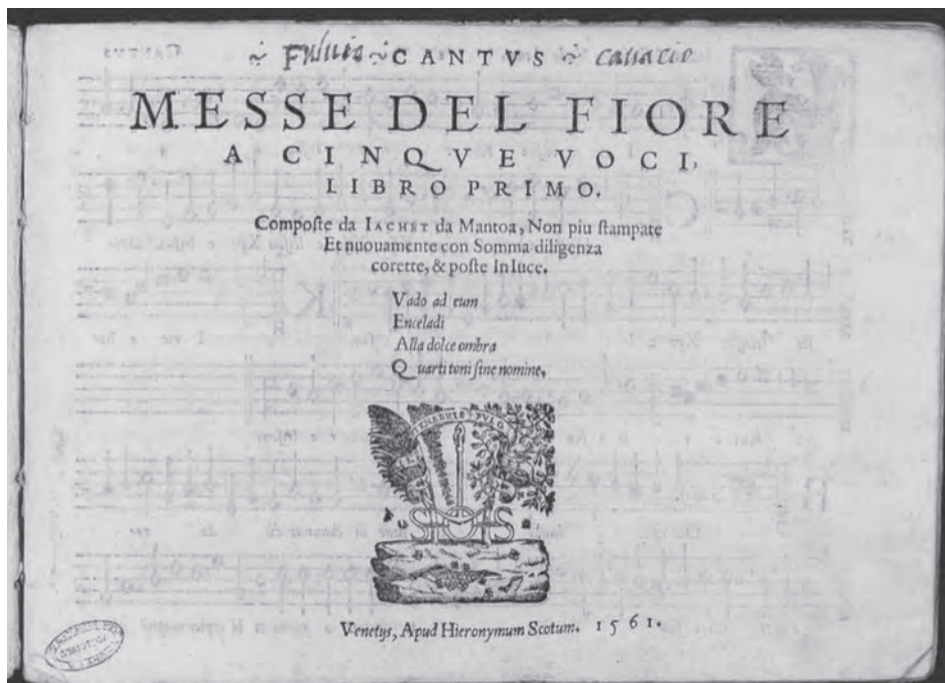 CANTVS
MESSE DEL FIORE
A CINQVE VOCI,
LIBRO PRIMO.
Compoſte da IACHET da Mantoa, Non piu ſtampate
Et nuouamente con Somma diligenza
corette, & poſte In luce.
Vado ad eum
Enceladi
Alla dolce ombra
Quarti toni ſine nomine.
Venetijs, Apud Hieronymum Scotum. 1561.